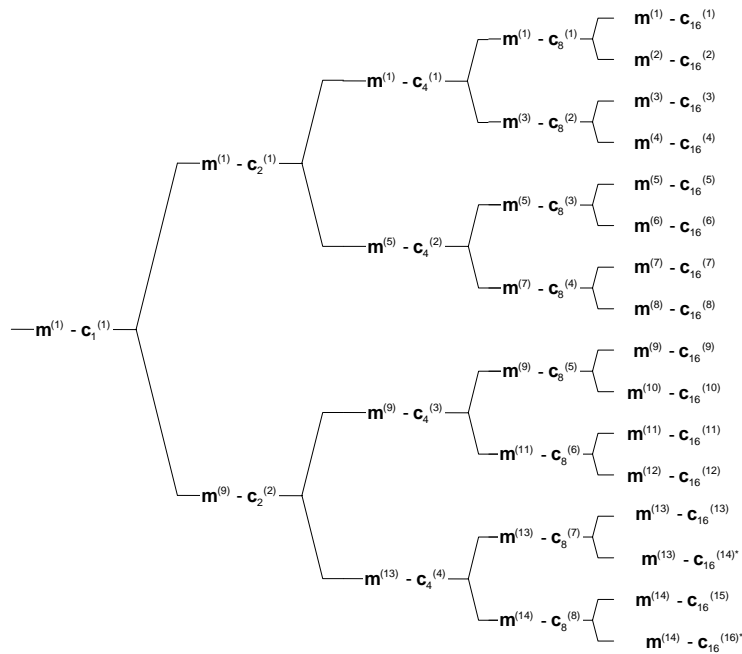 m(1) - c16(1)
m(1) - c8(1)
m(2) - c16(2)
m(1) - c4(1)
m(3) - c16(3)
m(3) - c8(2)
m(4) - c16(4)
m(1) - c2(1)
m(5) - c16(5)
m(5) - c8(3)
m(6) - c16(6)
m(5) - c4(2)
m(7) - c16(7)
m(7) - c8(4)
m(8) - c16(8)
m(1) - c1(1)
m(9) - c16(9)
m(9) - c8(5)
m(10) - c16(10)
m(9) - c4(3)
m(11) - c16(11)
m(11) - c8(6)
m(12) - c16(12)
m(9) - c2(2)
m(13) - c16(13)
m(13) - c8(7)
m(13) - c16(14)*
m(13) - c4(4)
m(14) - c16(15)
m(14) - c8(8)
m(14) - c16(16)*